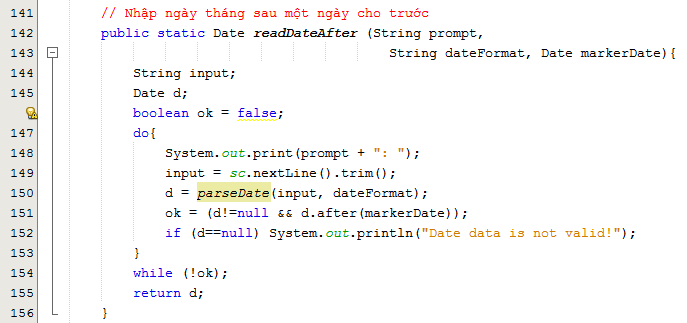 141 // Nhập ngày tháng sau một ngày cho trước
142 public static Date readDateAfter (String prompt,
143 String dateFormat, Date markerDate){
144 String input;
145 Date d;
boolean ok = false;
147 do{
148 System.out.print(prompt + ": ");
149 input = sc.nextLine().trim();
150 d = parseDate(input, dateFormat);
151 ok = (d!=null && d.after(markerDate));
152 if (d==null) System.out.println("Date data is not valid!");
153 }
154 while (!ok);
155 return d;
156 }